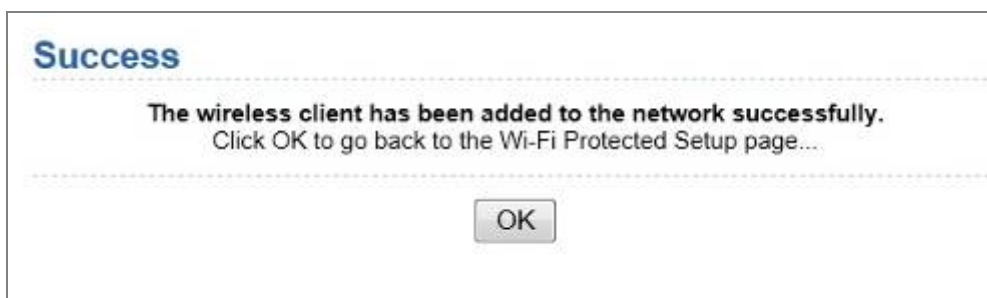 Success
The wireless client has been added to the network successfully.
Click OK to go back to the Wi-Fi Protected Setup page...
OK